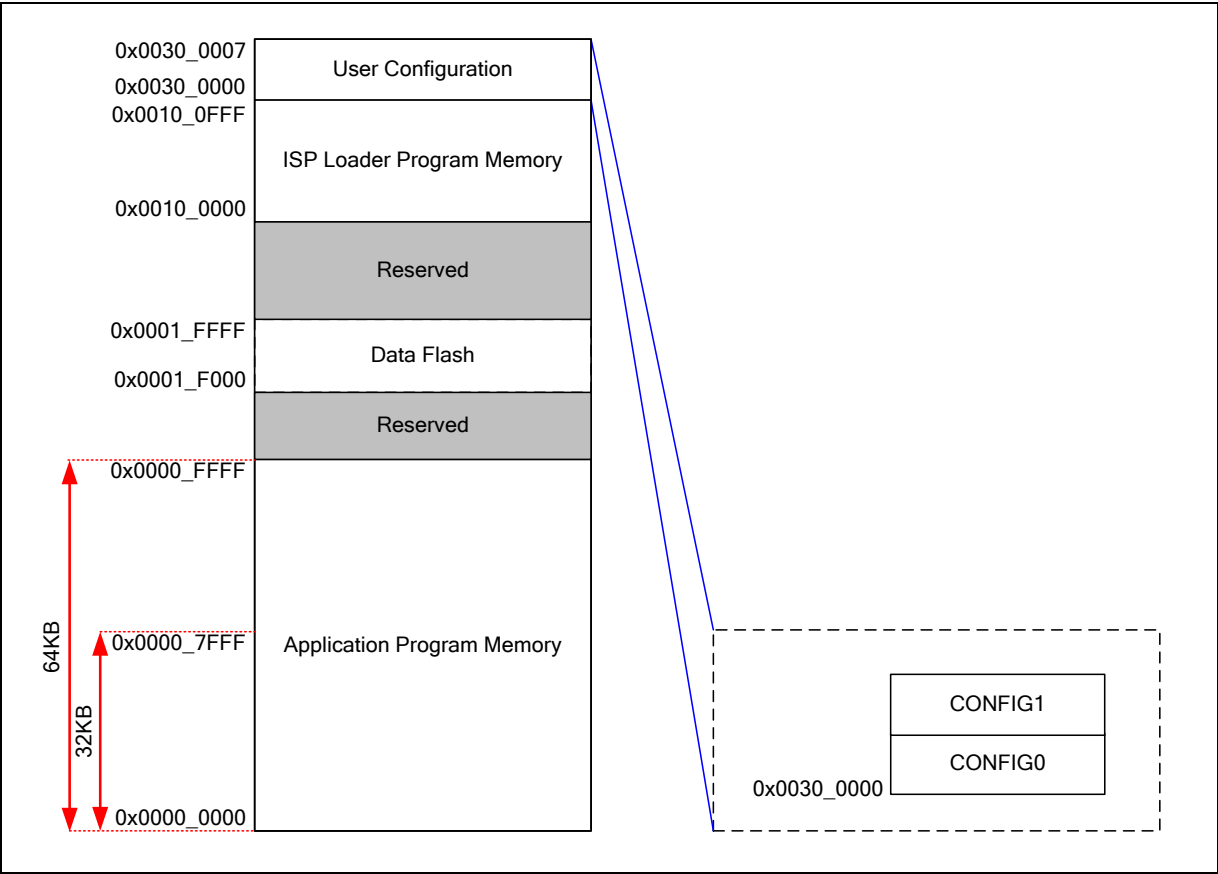 0x0030_0007
User Configuration
0x0030_0000
0x0010_0FFF
ISP Loader Program Memory
0x0010_0000
Reserved
0x0001_FFFF
Data Flash
0x0001_F000
Reserved
0x0000_FFFF
64KB
0x0000_7FFF
Application Program Memory
32KB
0x0000_0000
CONFIG1
CONFIG0
0x0030_0000